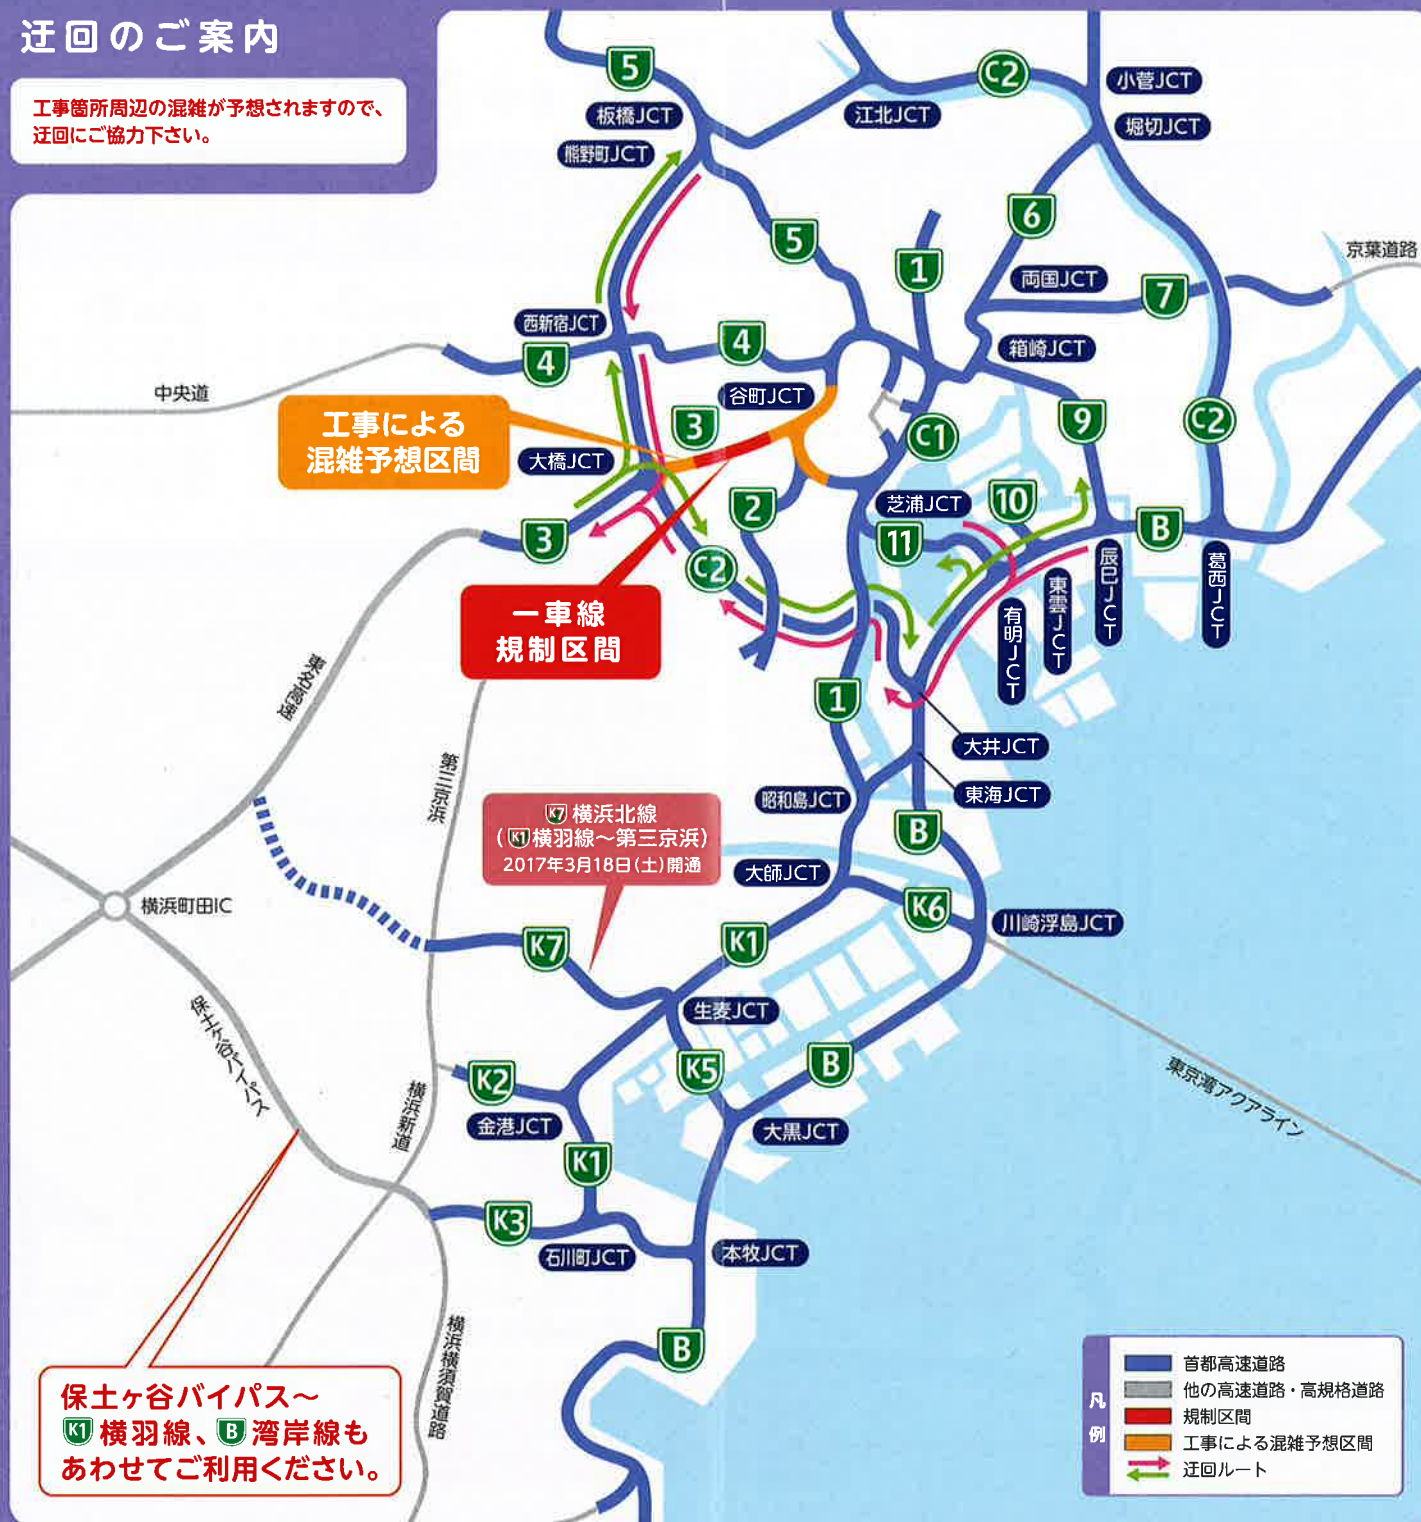 迂回のご案内
工事箇所周辺の混雑が予想されますので、
迂回にご協力下さい。
5
C2
小菅JCT
板橋JCT
江北JCT
堀切JCT
熊野町JCT
6
5
1
京葉道路
両国JCT
7
西新宿JCT
4
4
箱崎JCT
中央道
谷町JCT
工事による
混雑予想区間
3
9
C2
C1
大橋JCT
芝浦JCT
10
2
3
11
B
C2
辰巳JCT
葛西JCT
東雲JCT
有明JCT
一車線
規制区間
東名高速
1
大井JCT
第三京浜
昭和島JCT
東海JCT
K7 横浜北線
(K1横羽線～第三京浜)
2017年3月18日(土)開通
B
大師JCT
横浜町田IC
K6
川崎浮島JCT
K7
K1
生麦JCT
保土ヶ谷バイパス
K2
K5
B
東京湾アクアライン
横浜新道
金港JCT
大黒JCT
K1
K3
石川町JCT
本牧JCT
横浜横須賀道路
B
保土ヶ谷バイパス～
K1 横羽線、B 湾岸線も
あわせてご利用ください。
凡例
首都高速道路
他の高速道路・高規格道路
規制区間
工事による混雑予想区間
迂回ルート